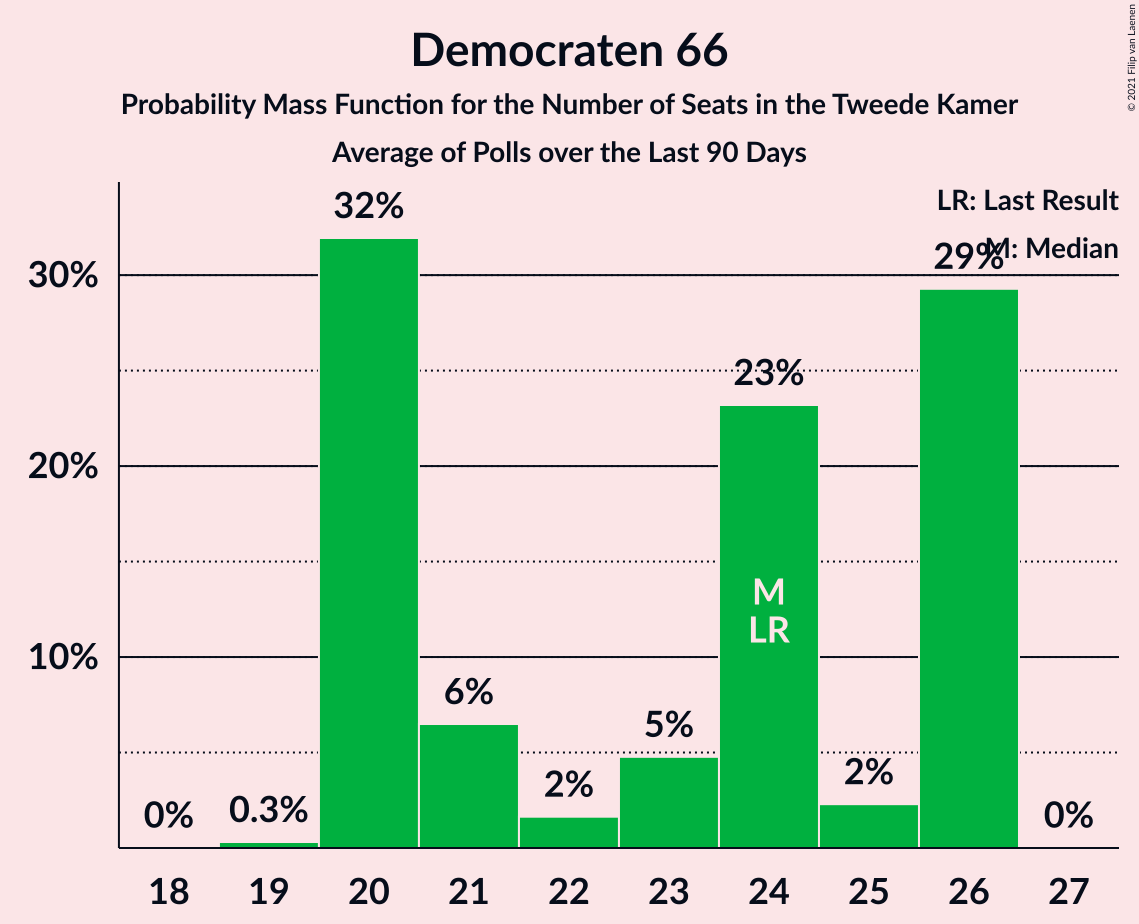 Democraten 66
Probability Mass Function for the Number of Seats in the Tweede Kamer
Average of Polls over the Last 90 Days
© 2021 Filip van Laenen
LR: Last Result
M: Median
30%
20%
10%
0%
0.3%
32%
6%
2%
5%
23%
2%
29%
0%
M
LR
18 19 20 21 22 23 24 25 26 27